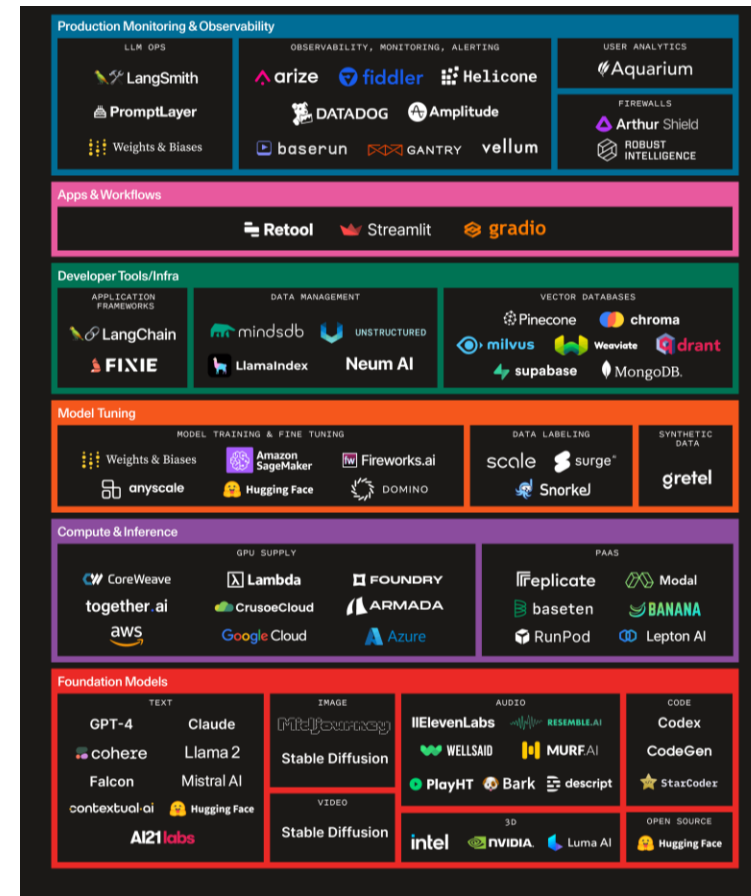 Production Monitoring & Observability
LLM OPS
LangSmith
PromptLayer
Weights & Biases
OBSERVABILITY, MONITORING, ALERTING
arize fiddler Helicone
DATADOG Amplitude
baserun GANTRY vellum
USER ANALYTICS
Aquarium
FIREWALLS
Arthur Shield
ROBUST
INTELLIGENCE
Apps & Workflows
Retool Streamlit gradio
Developer Tools/Infra
APPLICATION
FRAMEWORKS
LangChain
FIXIE
DATA MANAGEMENT
mindsdb UNSTRUCTURED
LlamaIndex Neum AI
VECTOR DATABASES
Pinecone chroma
milvus Weaviate qdrant
supabase MongoDB.
Model Tuning
MODEL TRAINING & FINE TUNING
Weights & Biases Amazon SageMaker fw Fireworks.ai
anyscale Hugging Face DOMINO
DATA LABELING
scale surge
Snorkel
SYNTHETIC
DATA
gretel
Compute & Inference
GPU SUPPLY
CW CoreWeave λ Lambda FOUNDRY
together.ai CrusoeCloud ARMADA
aws Google Cloud Azure
PAAS
replicate Modal
baseten BANANA
RunPod Lepton AI
Foundation Models
TEXT
GPT-4 Claude
cohere Llama 2
Falcon Mistral AI
contextual·ai Hugging Face
AI21 labs
IMAGE
Midjourney
Stable Diffusion
VIDEO
Stable Diffusion
AUDIO
IIElevenLabs RESEMBLE.AI
WELLSAID MURF.AI
PlayHT Bark descript
3D
intel NVIDIA. Luma AI
CODE
Codex
CodeGen
StarCoder
OPEN SOURCE
Hugging Face